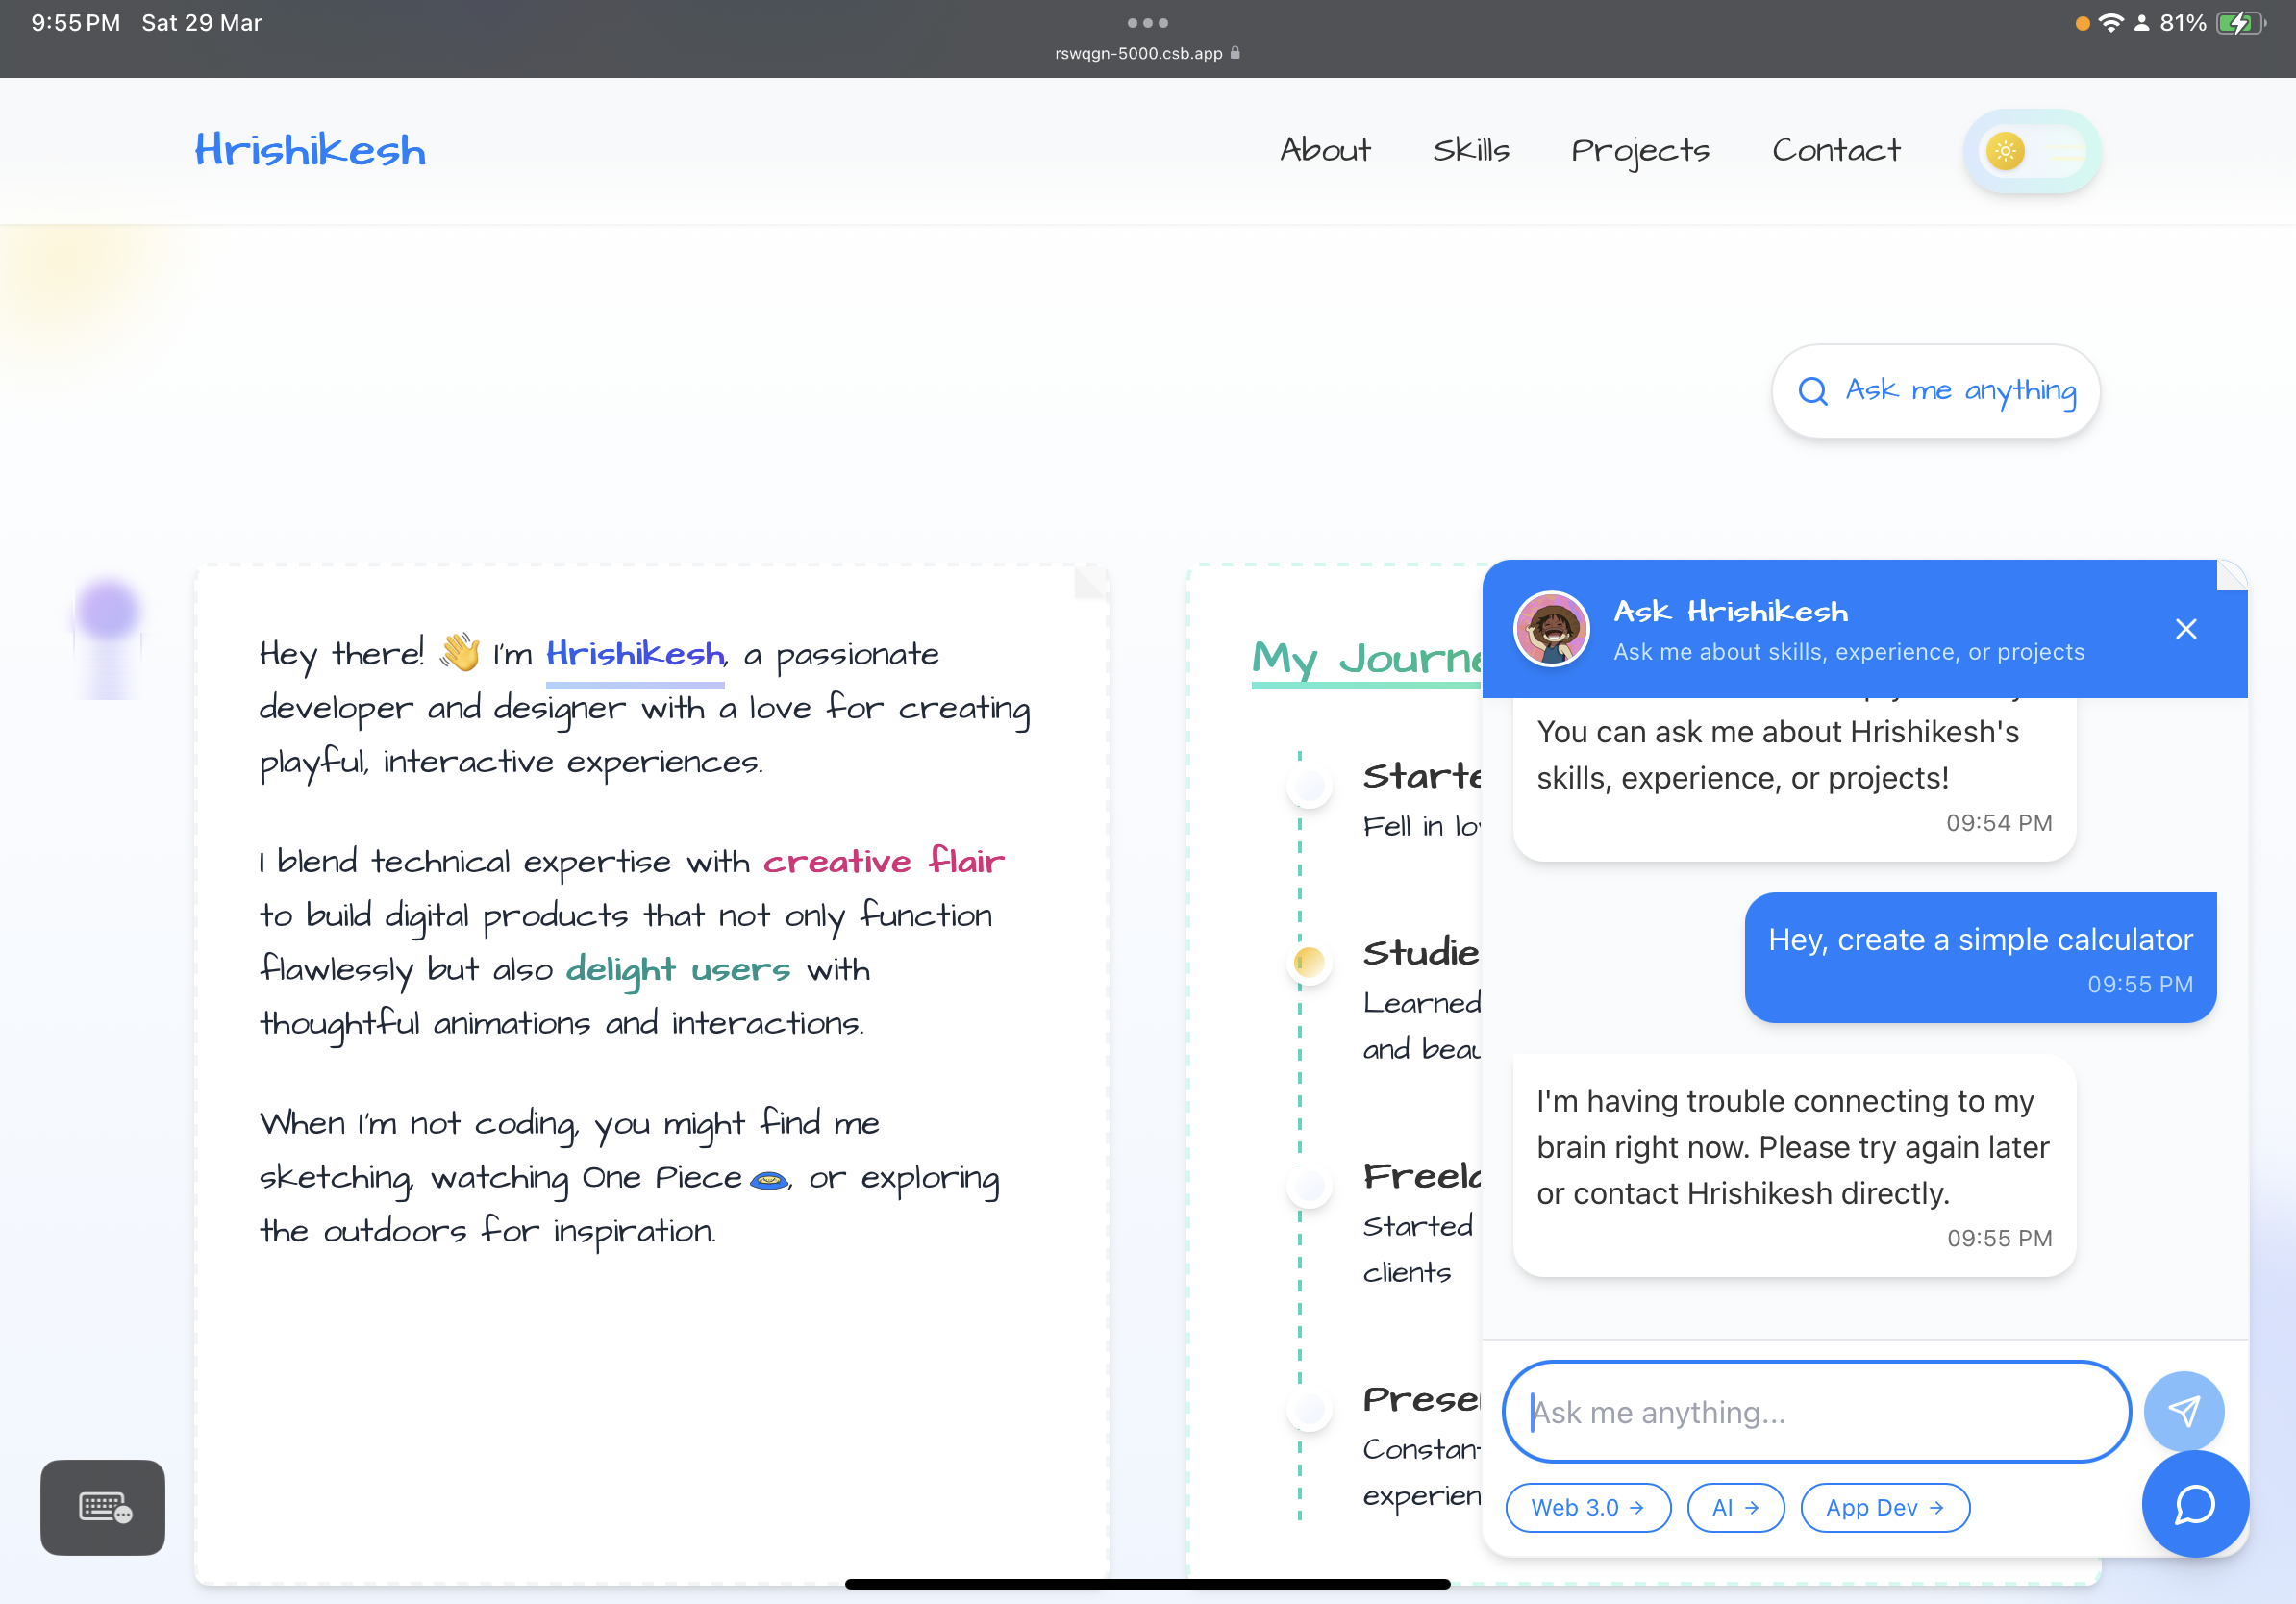 9:55 PM Sat 29 Mar
81%
rswqgn-5000.csb.app
Hrishikesh
About
Skills
Projects
Contact
Ask me anything
Hey there! 👋 I'm Hrishikesh, a passionate
developer and designer with a love for creating
playful, interactive experiences.
I blend technical expertise with creative flair
to build digital products that not only function
flawlessly but also delight users with
thoughtful animations and interactions.
When I'm not coding, you might find me
sketching, watching One Piece, or exploring
the outdoors for inspiration.
My Journe
Starte
Fell in lo
Studie
Learned
and beau
Freela
Started
clients
Prese
Constan
experien
Ask Hrishikesh
Ask me about skills, experience, or projects
You can ask me about Hrishikesh's
skills, experience, or projects!
09:54 PM
Hey, create a simple calculator
09:55 PM
I'm having trouble connecting to my
brain right now. Please try again later
or contact Hrishikesh directly.
09:55 PM
Ask me anything...
Web 3.0 →
AI →
App Dev →